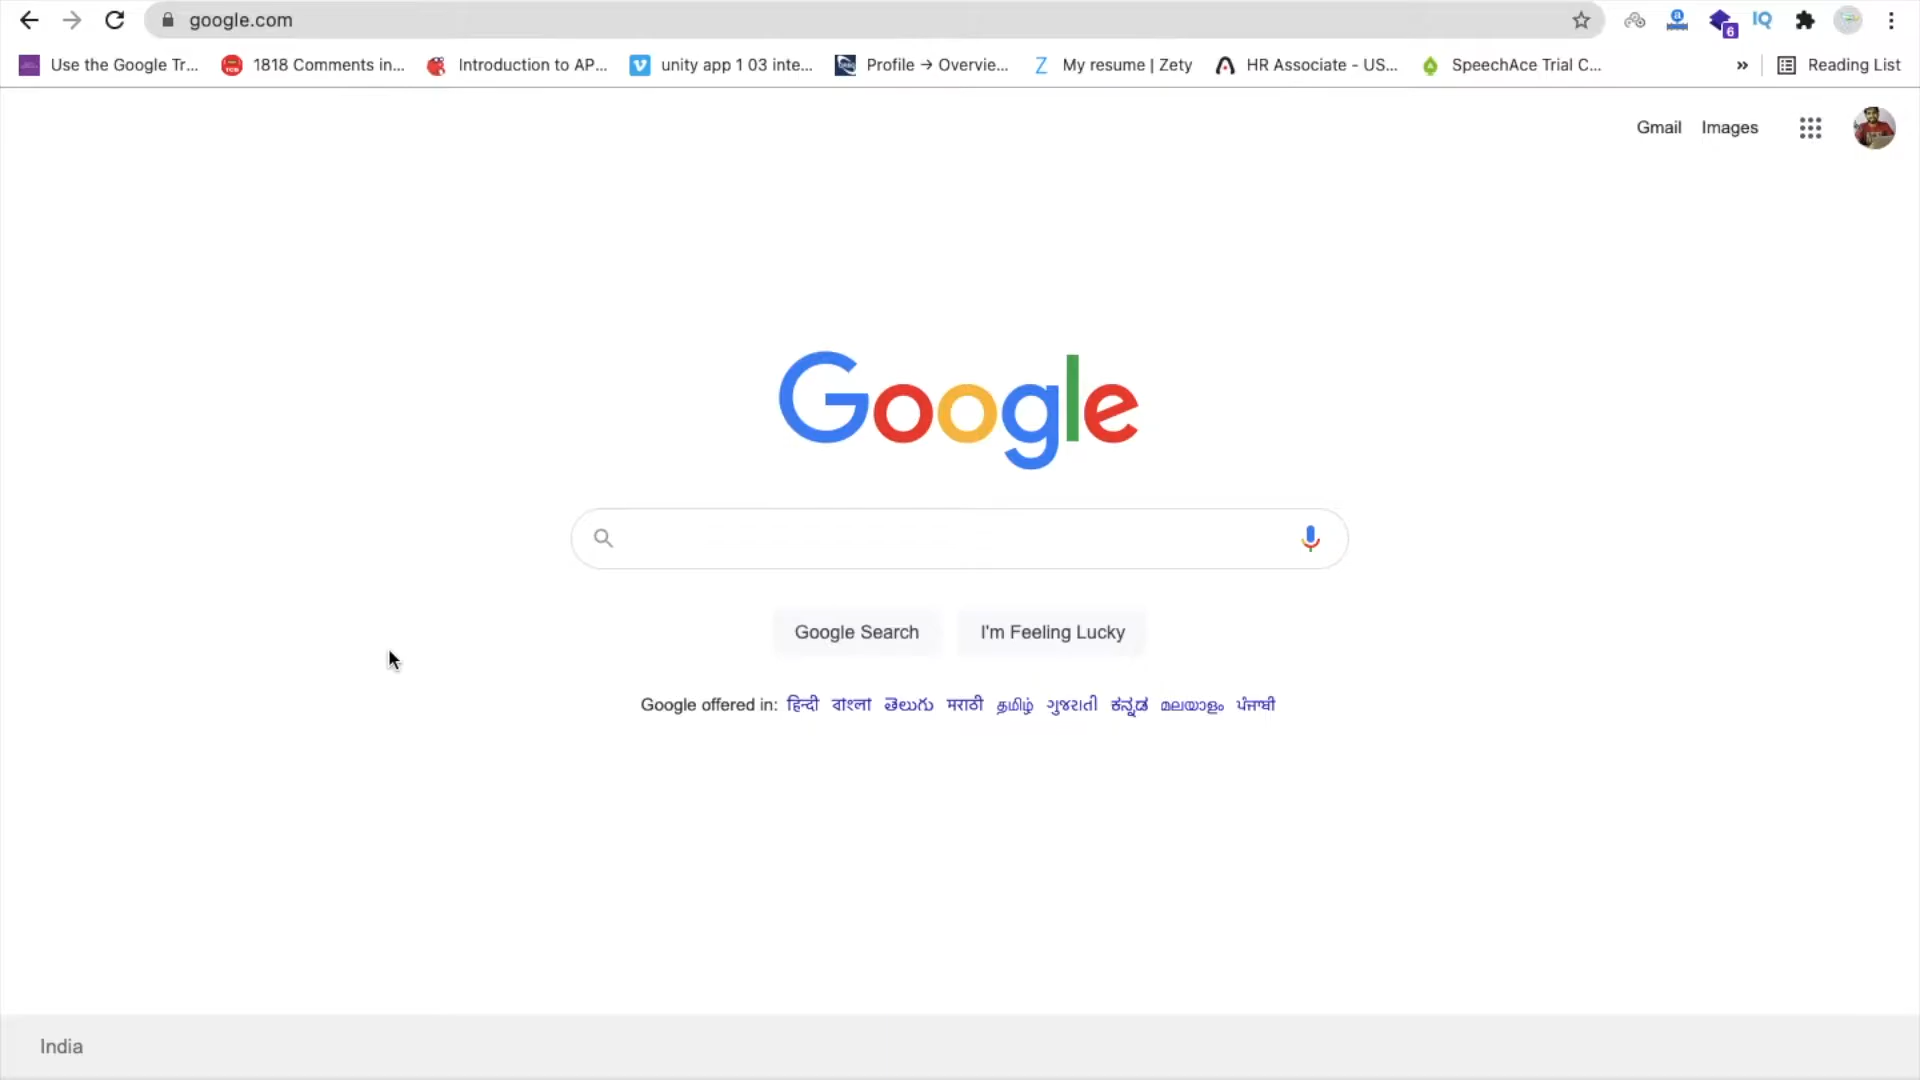 google.com
6
Use the Google Tr... 1818 Comments in... Introduction to AP... unity app 1 03 inte... Profile → Overvie... My resume | Zety HR Associate - US... SpeechAce Trial C... » Reading List
Gmail Images
Google
Google Search I'm Feeling Lucky
Google offered in: हिन्दी বাংলা తెలుగు मराठी தமிழ் ગુજરાતી ಕನ್ನಡ മലയാളം ਪੰਜਾਬੀ
India